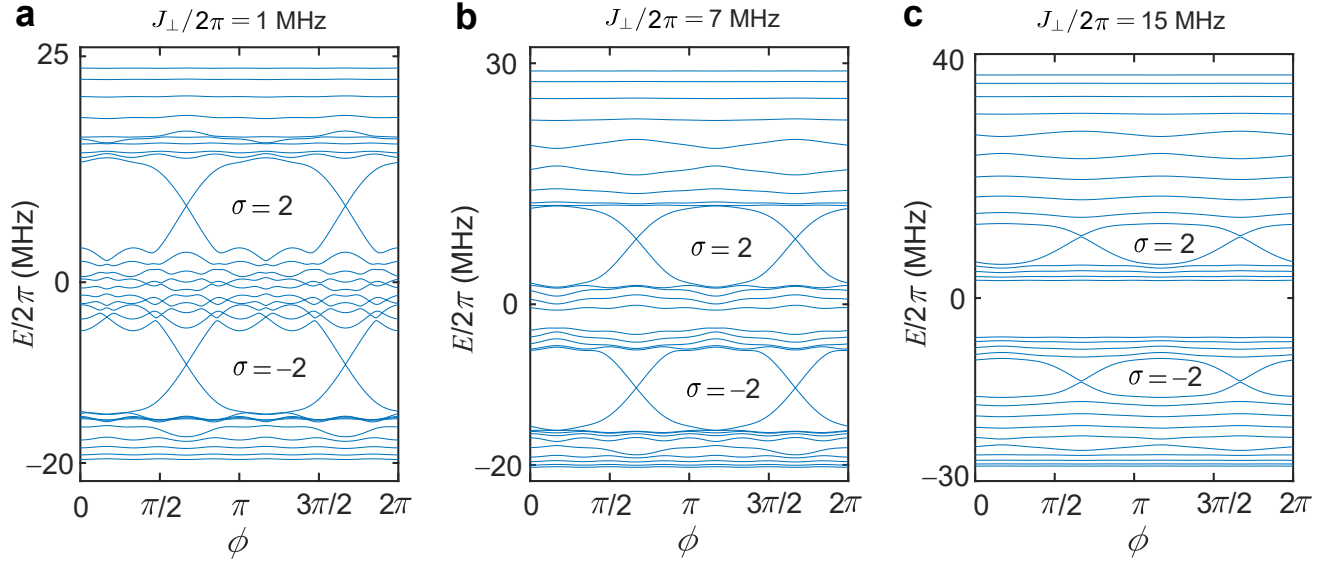 a
J⊥/2π = 1 MHz
E/2π (MHz)
25
0
−20
σ = 2
σ = −2
0
π/2
π
3π/2
2π
ϕ
b
J⊥/2π = 7 MHz
E/2π (MHz)
30
0
−20
σ = 2
σ = −2
0
π/2
π
3π/2
2π
ϕ
c
J⊥/2π = 15 MHz
E/2π (MHz)
40
0
−30
σ = 2
σ = −2
0
π/2
π
3π/2
2π
ϕ